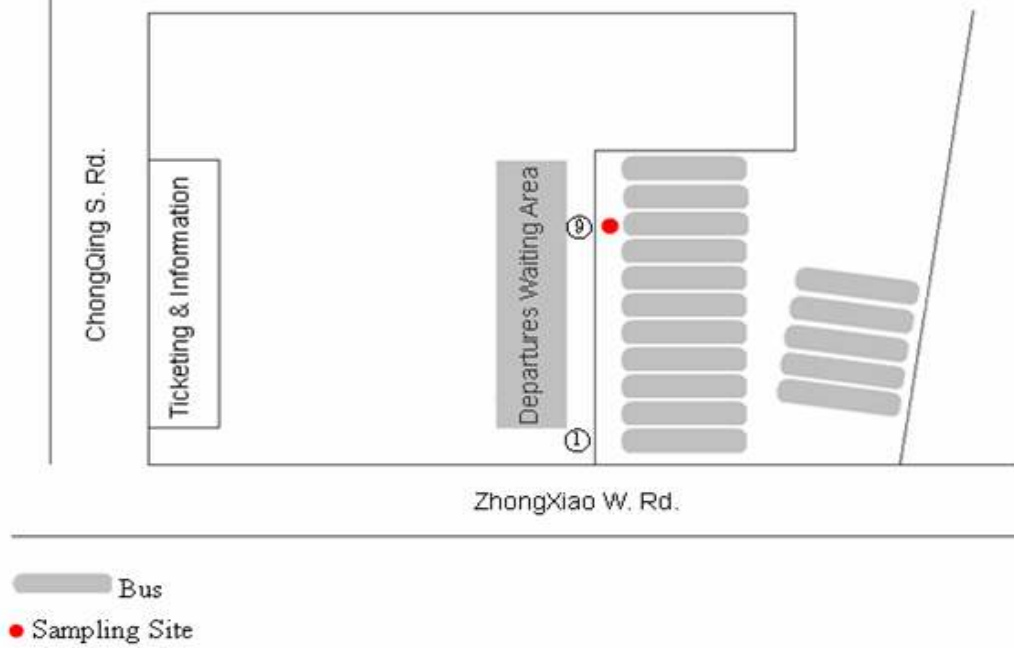 ChongQing S. Rd.
Ticketing & Information
Departures Waiting Area
9
1
ZhongXiao W. Rd.
Bus
Sampling Site